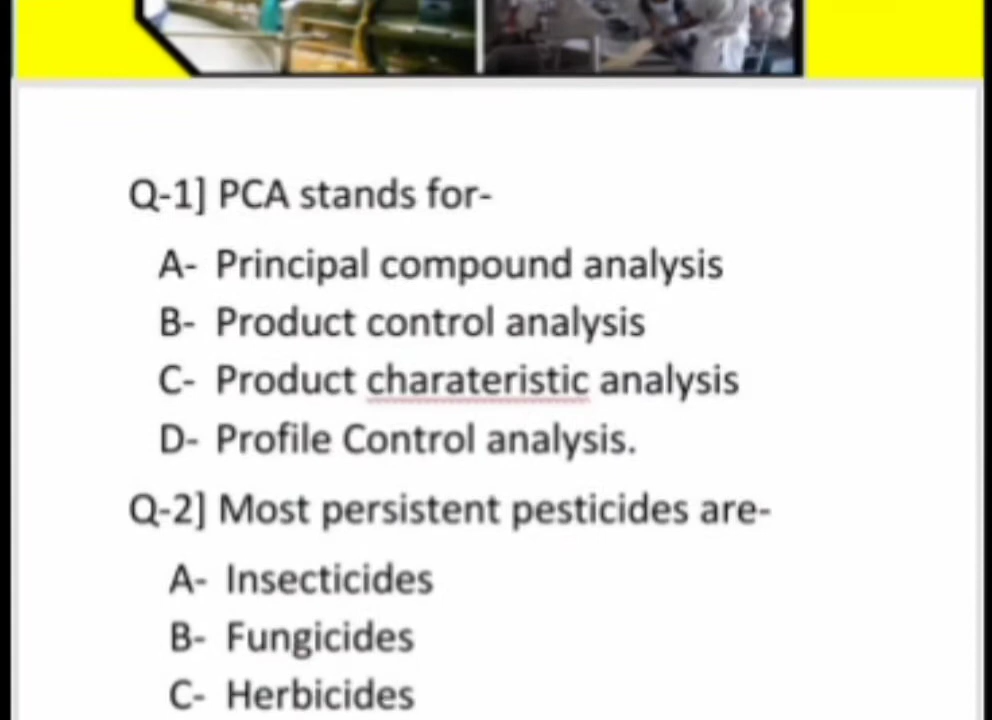 Q-1] PCA stands for-
A- Principal compound analysis
B- Product control analysis
C- Product charateristic analysis
D- Profile Control analysis.
Q-2] Most persistent pesticides are-
A- Insecticides
B- Fungicides
C- Herbicides